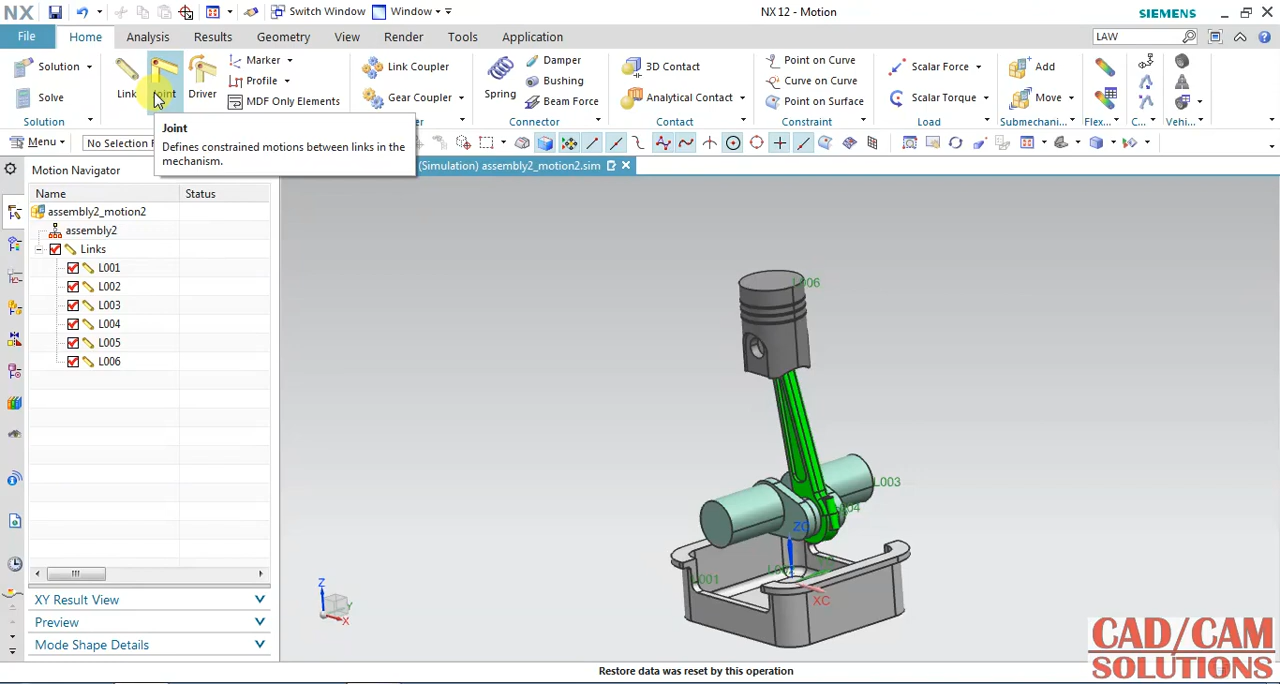 NX
Switch Window
Window
NX 12 - Motion
SIEMENS
File
Home
Analysis
Results
Geometry
View
Render
Tools
Application
LAW
Solution
Solve
Solution
Link
Joint
Driver
Marker
Profile
MDF Only Elements
Link Coupler
Gear Coupler
Coupler
Spring
Damper
Bushing
Beam Force
Connector
3D Contact
Analytical Contact
Contact
Point on Curve
Curve on Curve
Point on Surface
Constraint
Scalar Force
Scalar Torque
Load
Add
Move
Submechani...
Flex...
C...
Vehi...
Menu
No Selection F
Joint
Defines constrained motions between links in the
mechanism.
(Simulation) assembly2_motion2.sim
Motion Navigator
Name
Status
assembly2_motion2
assembly2
Links
L001
L002
L003
L004
L005
L006
L006
L003
L001
ZC
XC
Z
Y
X
XY Result View
Preview
Mode Shape Details
Restore data was reset by this operation
CAD/CAM
SOLUTIONS